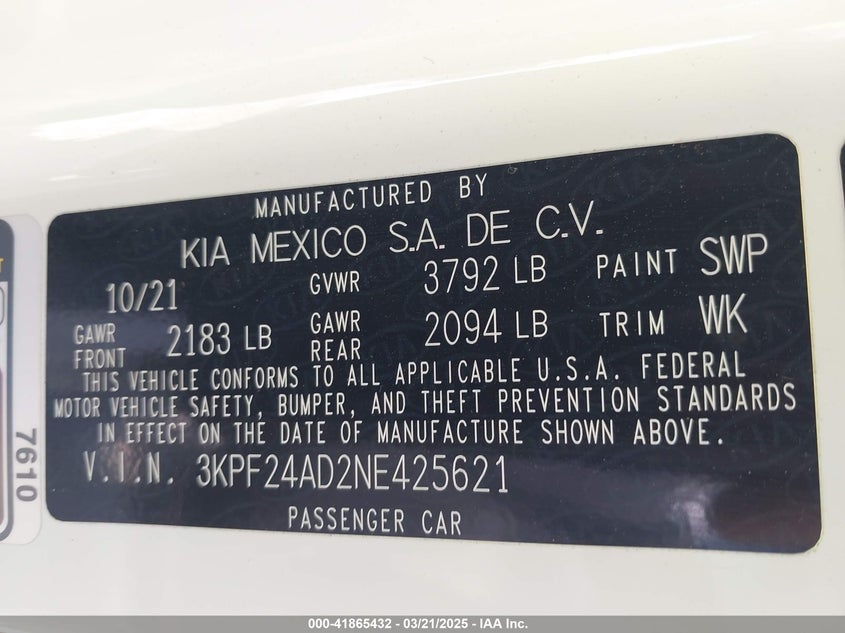 MANUFACTURED BY
KIA MEXICO S.A. DE C.V.
10/21 GVWR 3792 LB PAINT SWP
GAWR FRONT 2183 LB GAWR REAR 2094 LB TRIM WK
THIS VEHICLE CONFORMS TO ALL APPLICABLE U.S.A. FEDERAL
MOTOR VEHICLE SAFETY, BUMPER, AND THEFT PREVENTION STANDARDS
IN EFFECT ON THE DATE OF MANUFACTURE SHOWN ABOVE.
V.I.N. 3KPF24AD2NE425621
PASSENGER CAR
7610
000-41865432 - 03/21/2025 - IAA Inc.